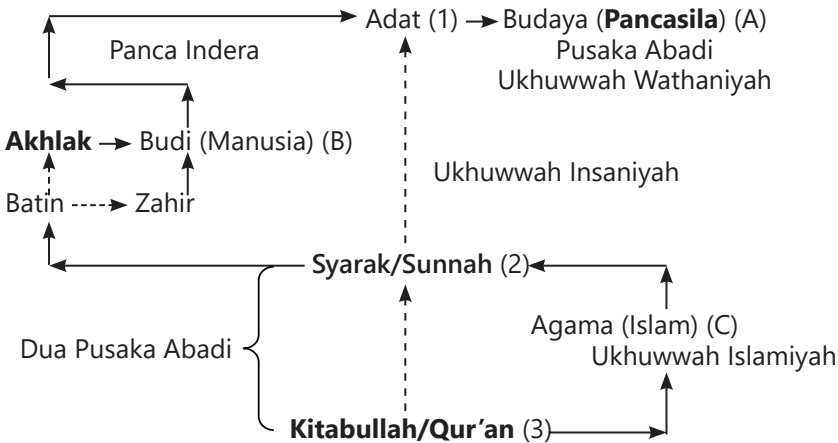 Adat (1) Budaya (Pancasila) (A)
Panca Indera Pusaka Abadi
Ukhuwwah Wathaniyah
Akhlak Budi (Manusia) (B)
Ukhuwwah Insaniyah
Batin Zahir
Syarak/Sunnah (2)
Agama (Islam) (C)
Dua Pusaka Abadi Ukhuwwah Islamiyah
Kitabullah/Qur’an (3)